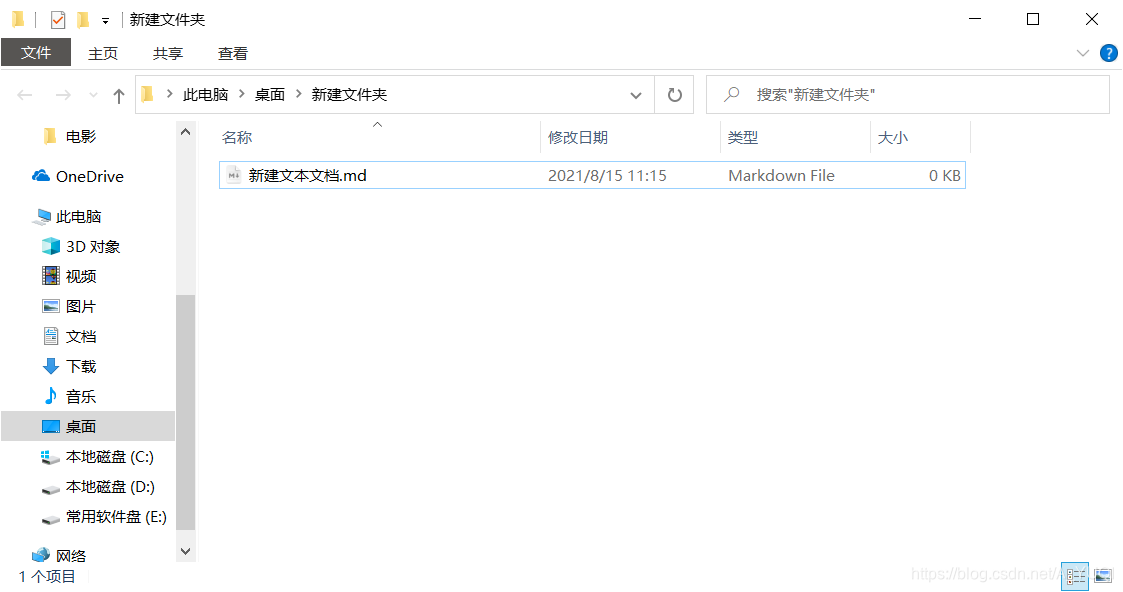 新建文件夹
文件 主页 共享 查看
此电脑 桌面 新建文件夹 搜索"新建文件夹"
名称 修改日期 类型 大小
新建文本文档.md 2021/8/15 11:15 Markdown File 0 KB
电影
OneDrive
此电脑
3D 对象
视频
图片
文档
下载
音乐
桌面
本地磁盘 (C:)
本地磁盘 (D:)
常用软件盘 (E:)
网络
1 个项目
https://blog.csdn.net/